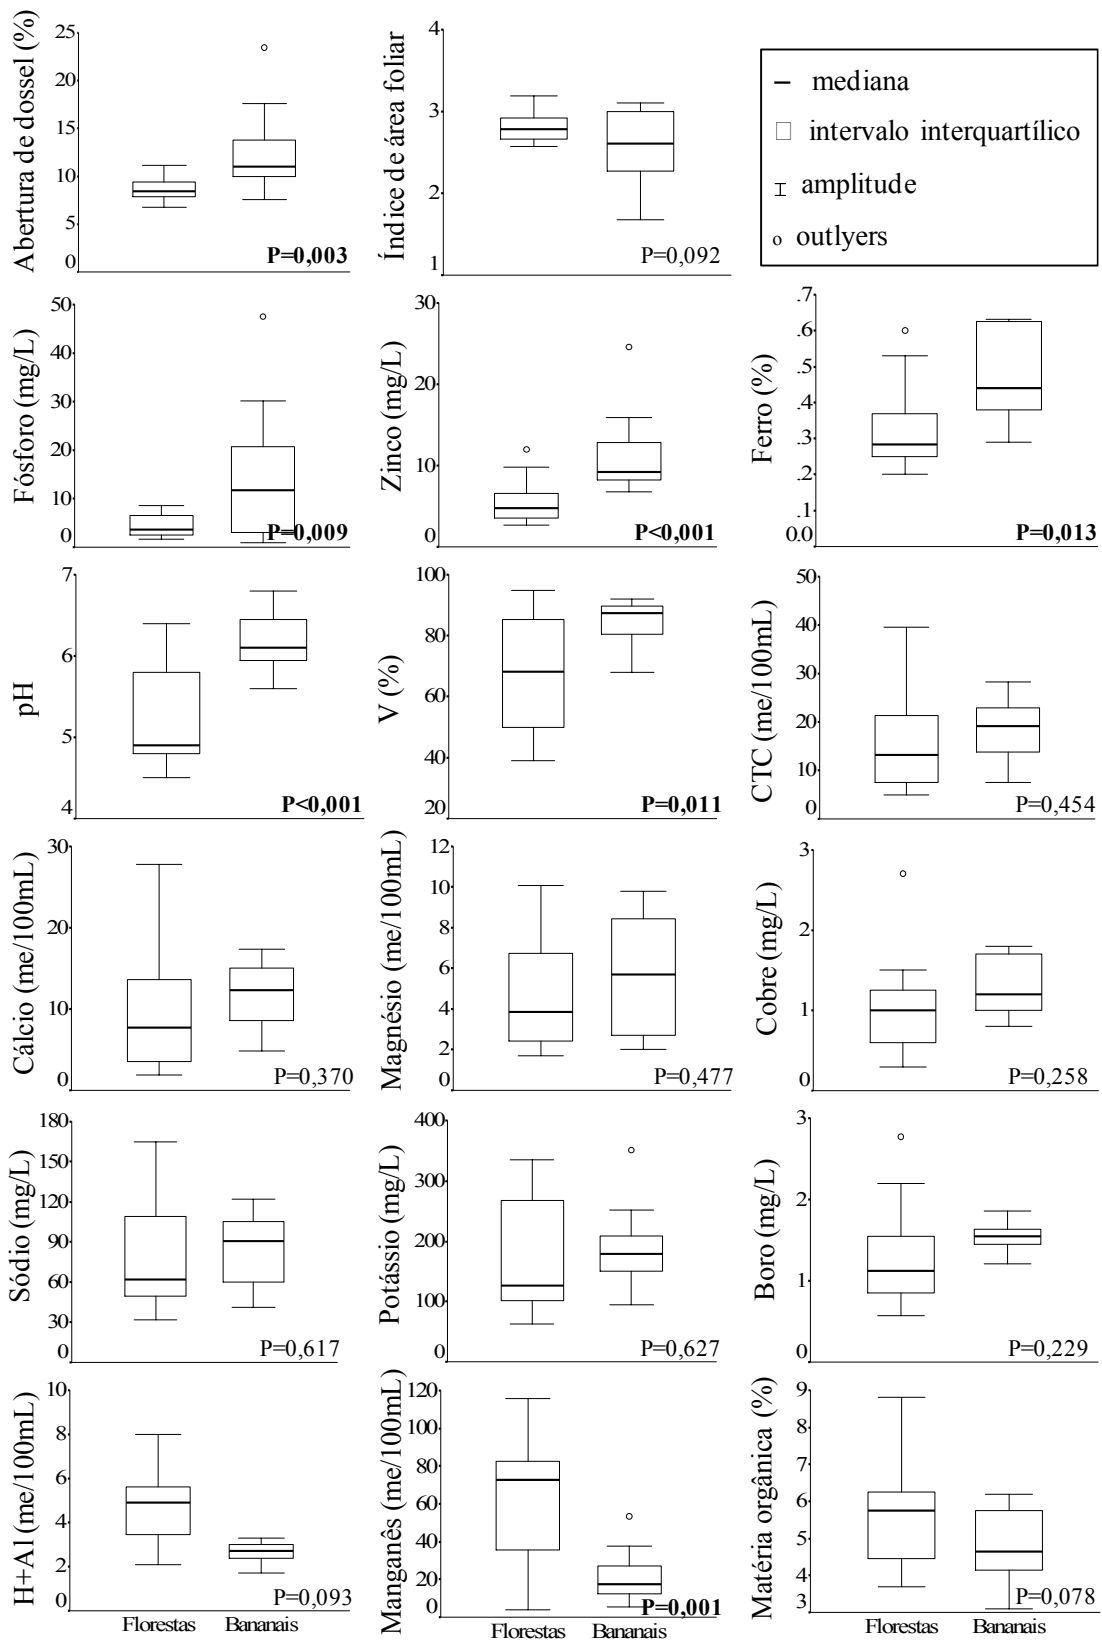 Abertura de dossel (%)
25
20
15
10
5
0
P=0,003
Índice de área foliar
4
3
2
1
P=0,092
mediana
intervalo interquartílico
amplitude
outlyers
Fósforo (mg/L)
50
40
30
20
10
0
P=0,009
Zinco (mg/L)
30
20
10
0
P<0,001
Ferro (%)
.7
.6
.5
.4
.3
.2
.1
0.0
P=0,013
pH
7
6
5
4
P<0,001
V (%)
100
80
60
40
20
P=0,011
CTC (me/100mL)
50
40
30
20
10
0
P=0,454
Cálcio (me/100mL)
30
20
10
0
P=0,370
Magnésio (me/100mL)
12
10
8
6
4
2
0
P=0,477
Cobre (mg/L)
3
2
1
0
P=0,258
Sódio (mg/L)
180
150
120
90
60
30
0
P=0,617
Potássio (mg/L)
400
300
200
100
0
P=0,627
Boro (mg/L)
3
2
1
0
P=0,229
H+Al (me/100mL)
10
8
6
4
2
0
P=0,093
Florestas Bananais
Manganês (me/100mL)
120
100
80
60
40
20
0
P=0,001
Florestas Bananais
Matéria orgânica (%)
9
8
7
6
5
4
3
P=0,078
Florestas Bananais